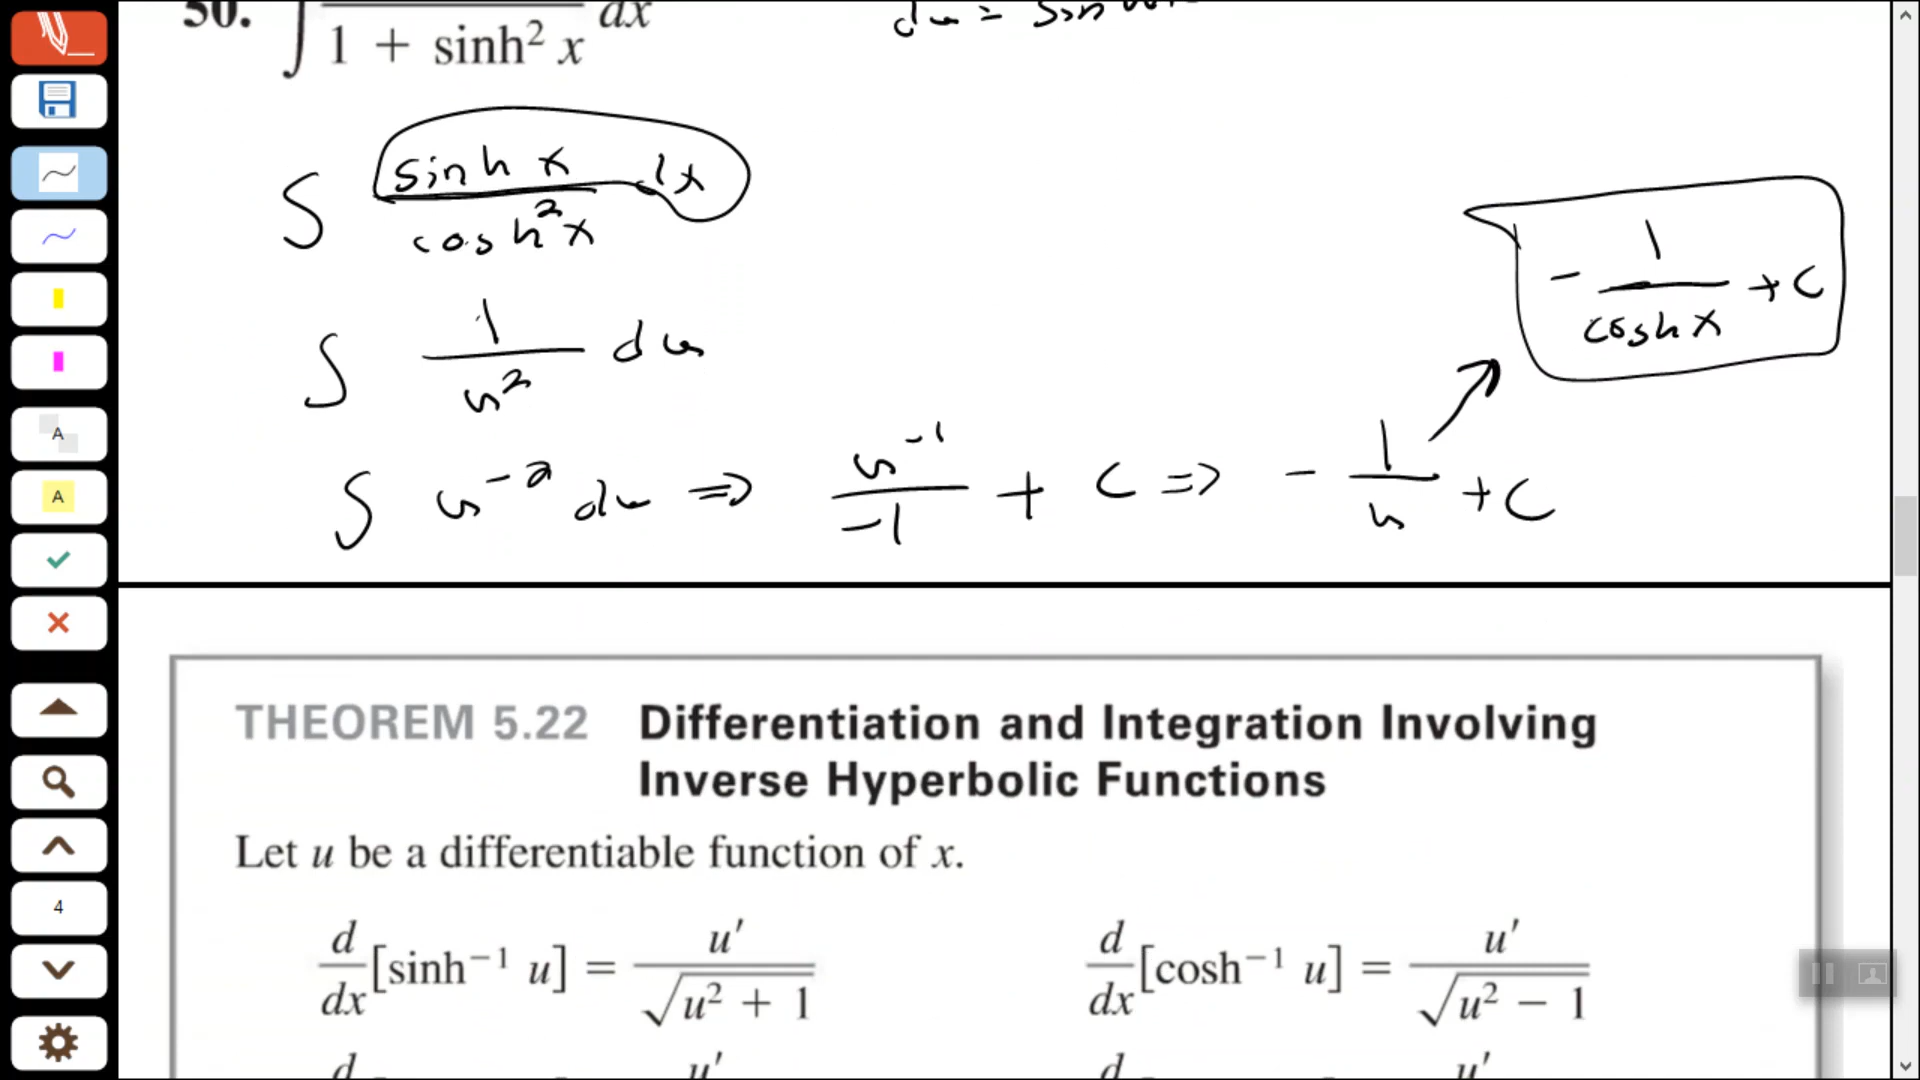 50. ∫ 1 + sinh² x dx
du = sin
∫ sinh x / cosh² x dx
∫ 1/u² du
- 1/cosh x + C
∫ u⁻² du ⇒ u⁻¹/-1 + C ⇒ - 1/u + C
THEOREM 5.22 Differentiation and Integration Involving
Inverse Hyperbolic Functions
Let u be a differentiable function of x.
d/dx [sinh⁻¹ u] = u′/√(u² + 1) d/dx [cosh⁻¹ u] = u′/√(u² − 1)
d u′ d u′
A
A
4